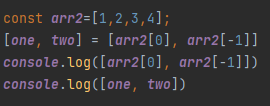 const arr2=[1,2,3,4];
[one, two] = [arr2[0], arr2[-1]]
console.log([arr2[0], arr2[-1]])
console.log([one, two])